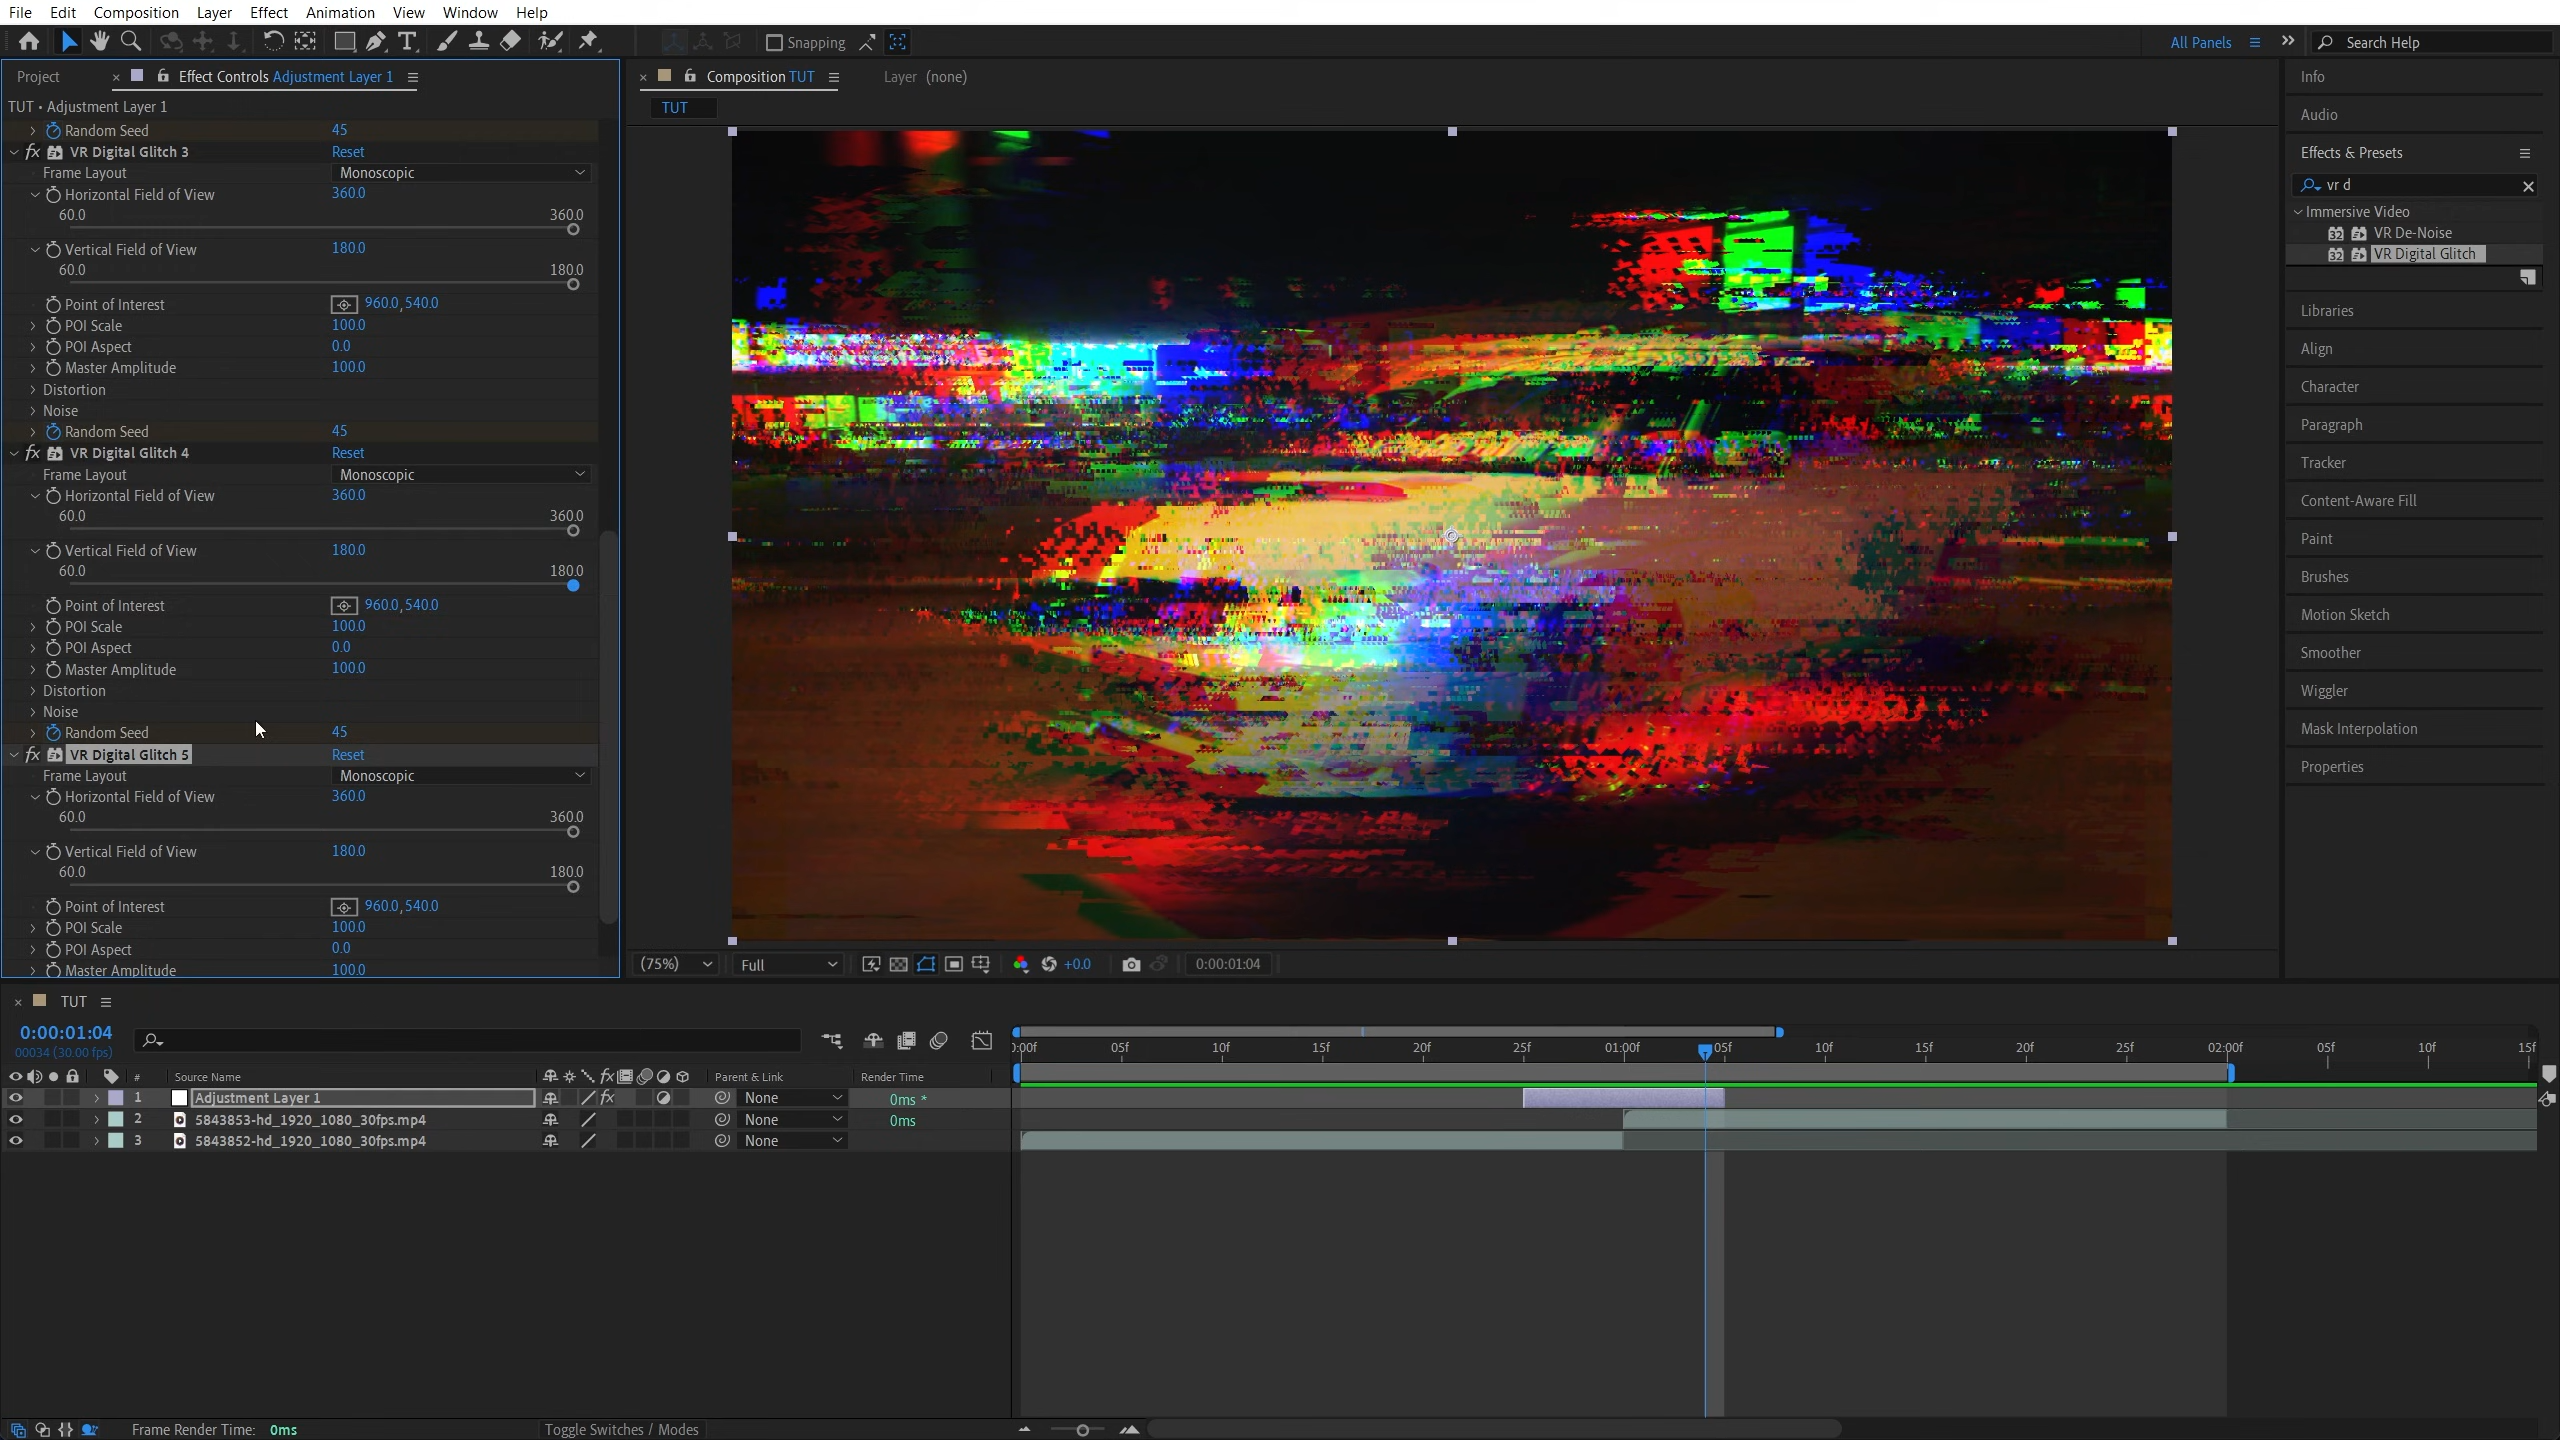 File Edit Composition Layer Effect Animation View Window Help
Snapping
All Panels
Search Help
Project
Effect Controls Adjustment Layer 1
TUT • Adjustment Layer 1
Random Seed 45
fx VR Digital Glitch 3 Reset
Frame Layout Monoscopic
Horizontal Field of View 360.0
60.0 360.0
Vertical Field of View 180.0
60.0 180.0
Point of Interest 960.0,540.0
POI Scale 100.0
POI Aspect 0.0
Master Amplitude 100.0
Distortion
Noise
Random Seed 45
fx VR Digital Glitch 4 Reset
Frame Layout Monoscopic
Horizontal Field of View 360.0
60.0 360.0
Vertical Field of View 180.0
60.0 180.0
Point of Interest 960.0,540.0
POI Scale 100.0
POI Aspect 0.0
Master Amplitude 100.0
Distortion
Noise
Random Seed 45
fx VR Digital Glitch 5 Reset
Frame Layout Monoscopic
Horizontal Field of View 360.0
60.0 360.0
Vertical Field of View 180.0
60.0 180.0
Point of Interest 960.0,540.0
POI Scale 100.0
POI Aspect 0.0
Master Amplitude 100.0
Composition TUT
Layer (none)
TUT
(75%) Full +0.0 0:00:01:04
Info
Audio
Effects & Presets
vr d
Immersive Video
32 VR De-Noise
32 VR Digital Glitch
Libraries
Align
Character
Paragraph
Tracker
Content-Aware Fill
Paint
Brushes
Motion Sketch
Smoother
Wiggler
Mask Interpolation
Properties
TUT
0:00:01:04
00034 (30.00 fps)
# Source Name fx Parent & Link Render Time
):00f 05f 10f 15f 20f 25f 01:00f 05f 10f 15f 20f 25f 02:00f 05f 10f 15f
1 Adjustment Layer 1 fx None 0ms *
2 5843853-hd_1920_1080_30fps.mp4 None 0ms
3 5843852-hd_1920_1080_30fps.mp4 None
Frame Render Time: 0ms
Toggle Switches / Modes